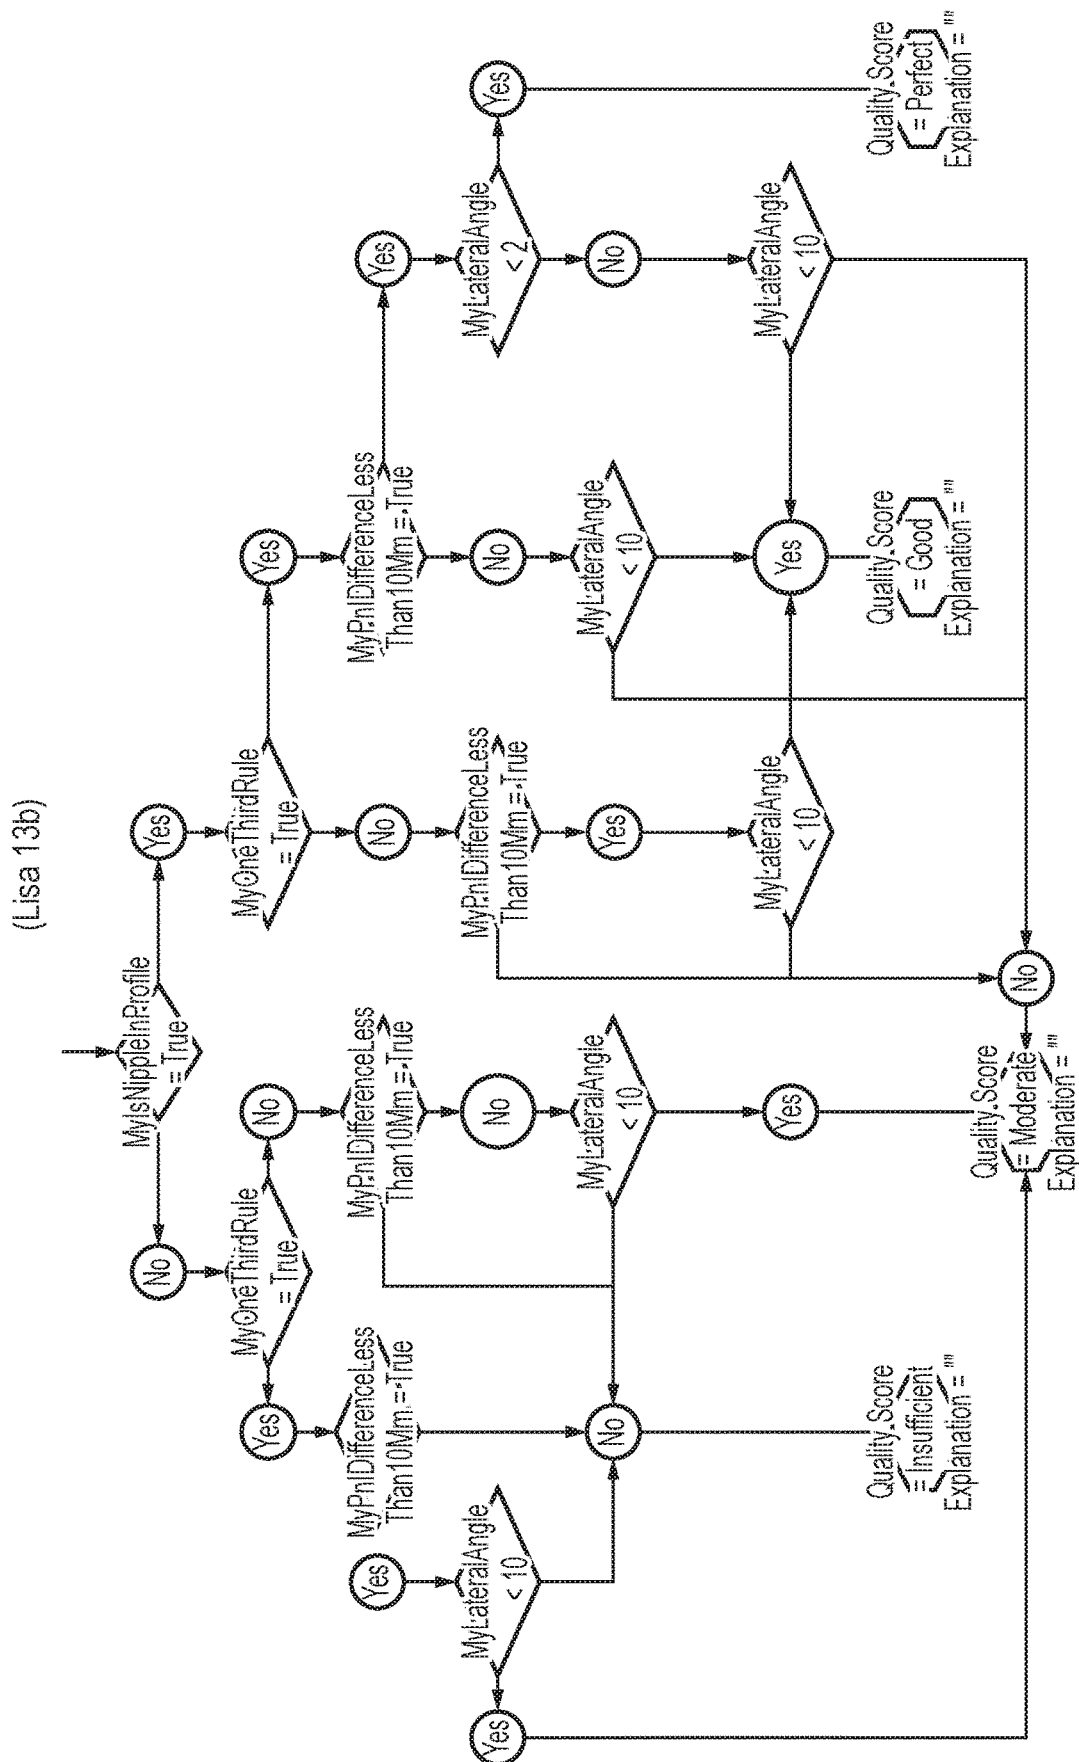 (Lisa 13b)
MyIsNippleInProfile
= True
No
Yes
MyOneThirdRule
= True
MyOneThirdRule
= True
Yes
No
No
Yes
MyPnlDifferenceLess
Than10Mm = True
MyPnlDifferenceLess
Than10Mm = True
MyPnlDifferenceLess
Than10Mm = True
Yes
Yes
No
MyPnlDifferenceLess
Than10Mm = True
No
MyLateralAngle
< 2
Yes
MyLateralAngle
< 10
Yes
No
MyLateralAngle
< 10
Yes
MyLateralAngle
< 10
No
Yes
MyLateralAngle
< 10
Yes
MyLateralAngle
< 10
Quality.Score
= Insufficient
Explanation = ""
Quality.Score
= Good
Explanation = ""
Quality.Score
= Perfect
Explanation = ""
Quality.Score
= Moderate
Explanation = ""
No